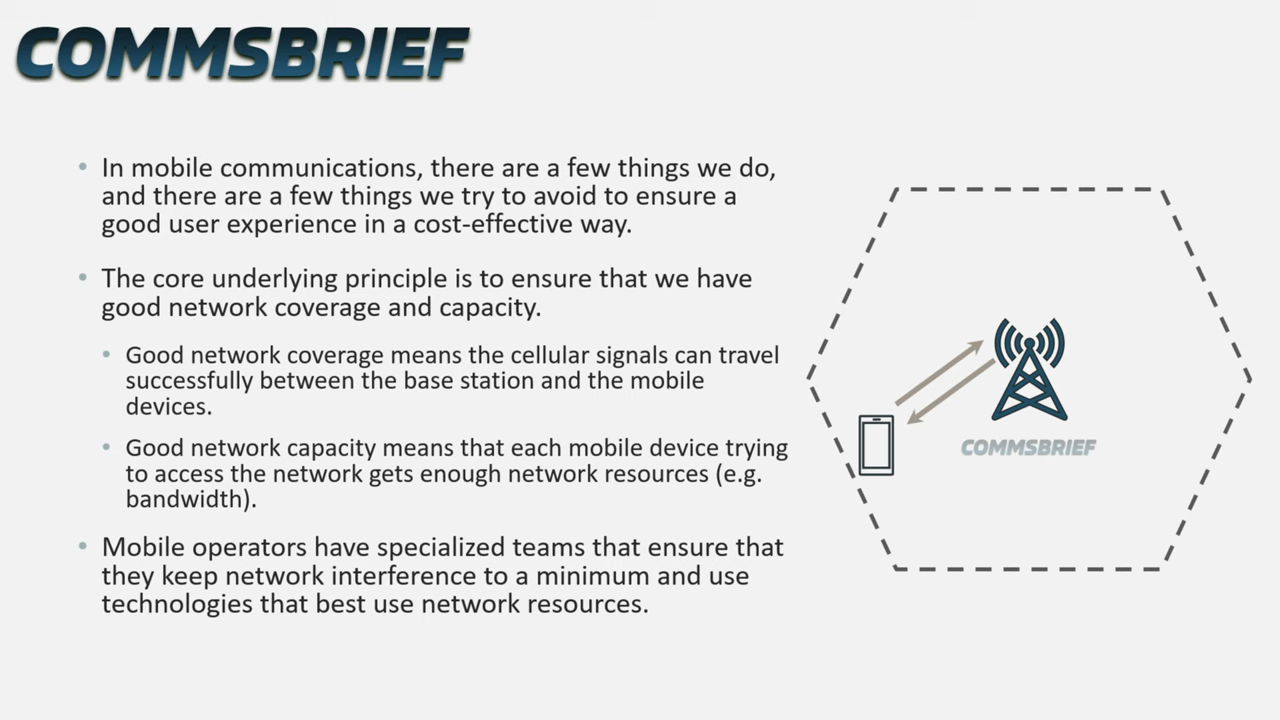 COMMSBRIEF
• In mobile communications, there are a few things we do,
and there are a few things we try to avoid to ensure a
good user experience in a cost-effective way.
• The core underlying principle is to ensure that we have
good network coverage and capacity.
• Good network coverage means the cellular signals can travel
successfully between the base station and the mobile
devices.
• Good network capacity means that each mobile device trying
to access the network gets enough network resources (e.g.
bandwidth).
• Mobile operators have specialized teams that ensure that
they keep network interference to a minimum and use
technologies that best use network resources.
COMMSBRIEF